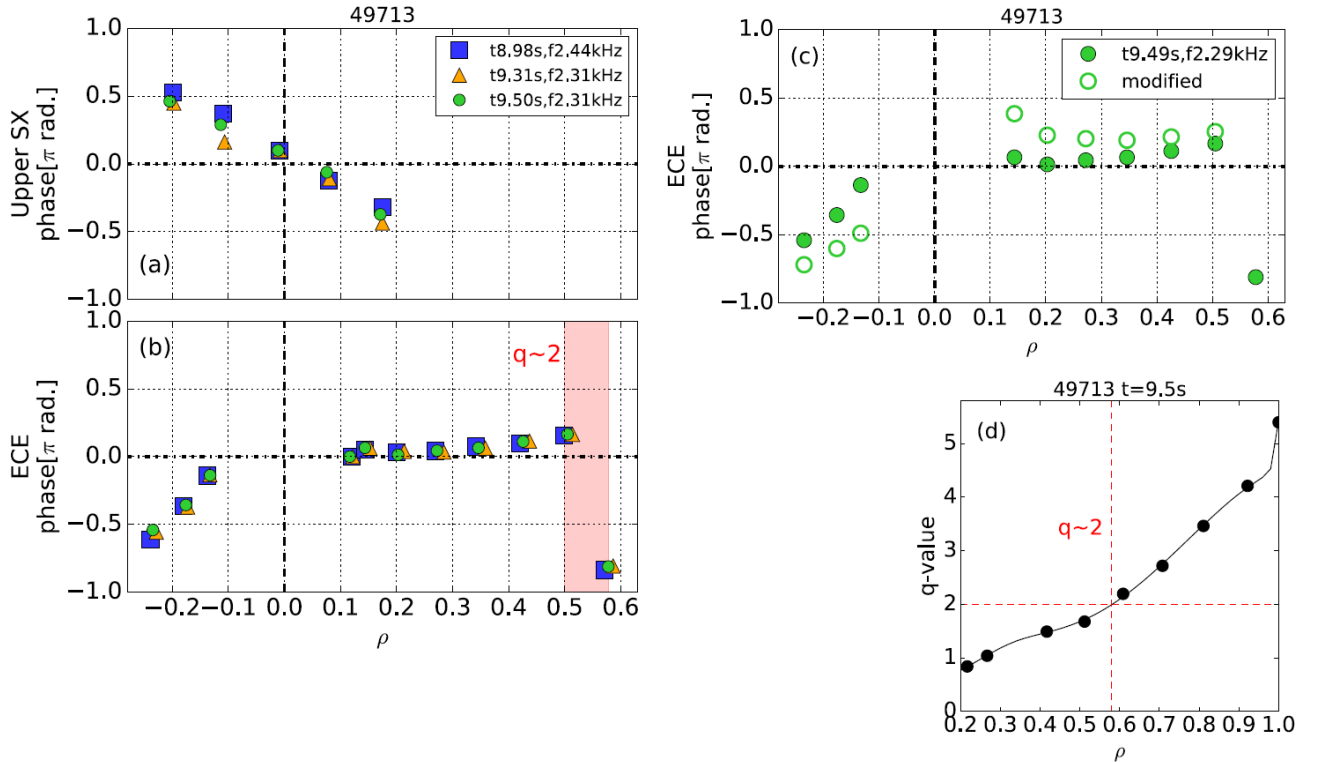 49713
1.0
0.5
0.0
−0.5
−1.0
Upper SX
phase[π rad.]
t8.98s,f2.44kHz
t9.31s,f2.31kHz
t9.50s,f2.31kHz
(a)
1.0
0.5
0.0
−0.5
−1.0
ECE
phase[π rad.]
(b)
q~2
−0.2 −0.1 0.0 0.1 0.2 0.3 0.4 0.5 0.6
ρ
49713
1.0
0.5
0.0
−0.5
−1.0
ECE
phase[π rad.]
(c)
t9.49s,f2.29kHz
modified
−0.2 −0.1 0.0 0.1 0.2 0.3 0.4 0.5 0.6
ρ
49713 t=9.5s
(d)
5
4
3
2
1
0
q-value
q~2
0.2 0.3 0.4 0.5 0.6 0.7 0.8 0.9 1.0
ρ